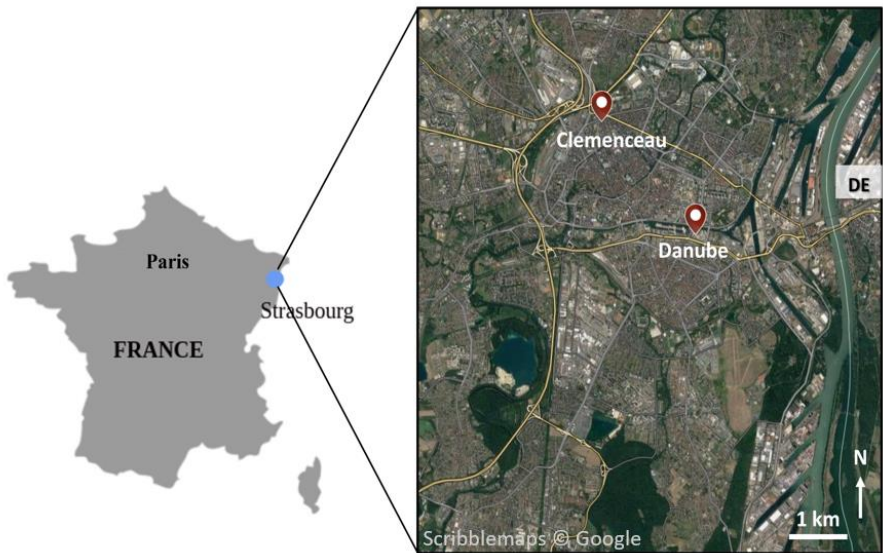 Paris
Strasbourg
FRANCE
Clemenceau
DE
Danube
N
1 km
Scribblemaps © Google